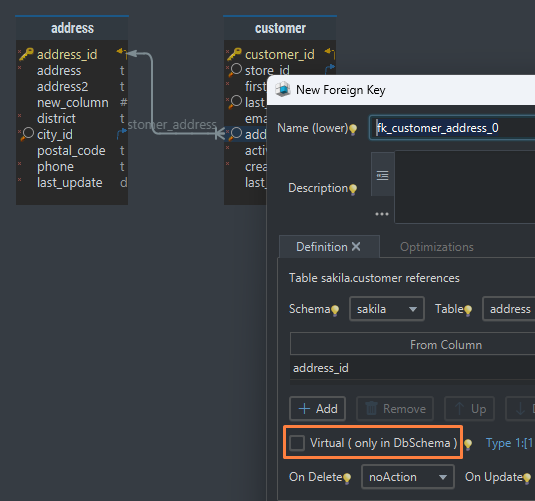 address
customer
address_id
address t
address2 t
new_column #
district t
city_id
postal_code t
phone t
last_update d
customer_id
store_id
first
last_
ema
add
activ
crea
last_
stomer_address
New Foreign Key
Name (lower) fk_customer_address_0
Description
Definition Optimizations
Table sakila.customer references
Schema sakila Table address
From Column
address_id
+ Add Remove Up D
Virtual ( only in DbSchema ) Type 1:[1
On Delete noAction On Update